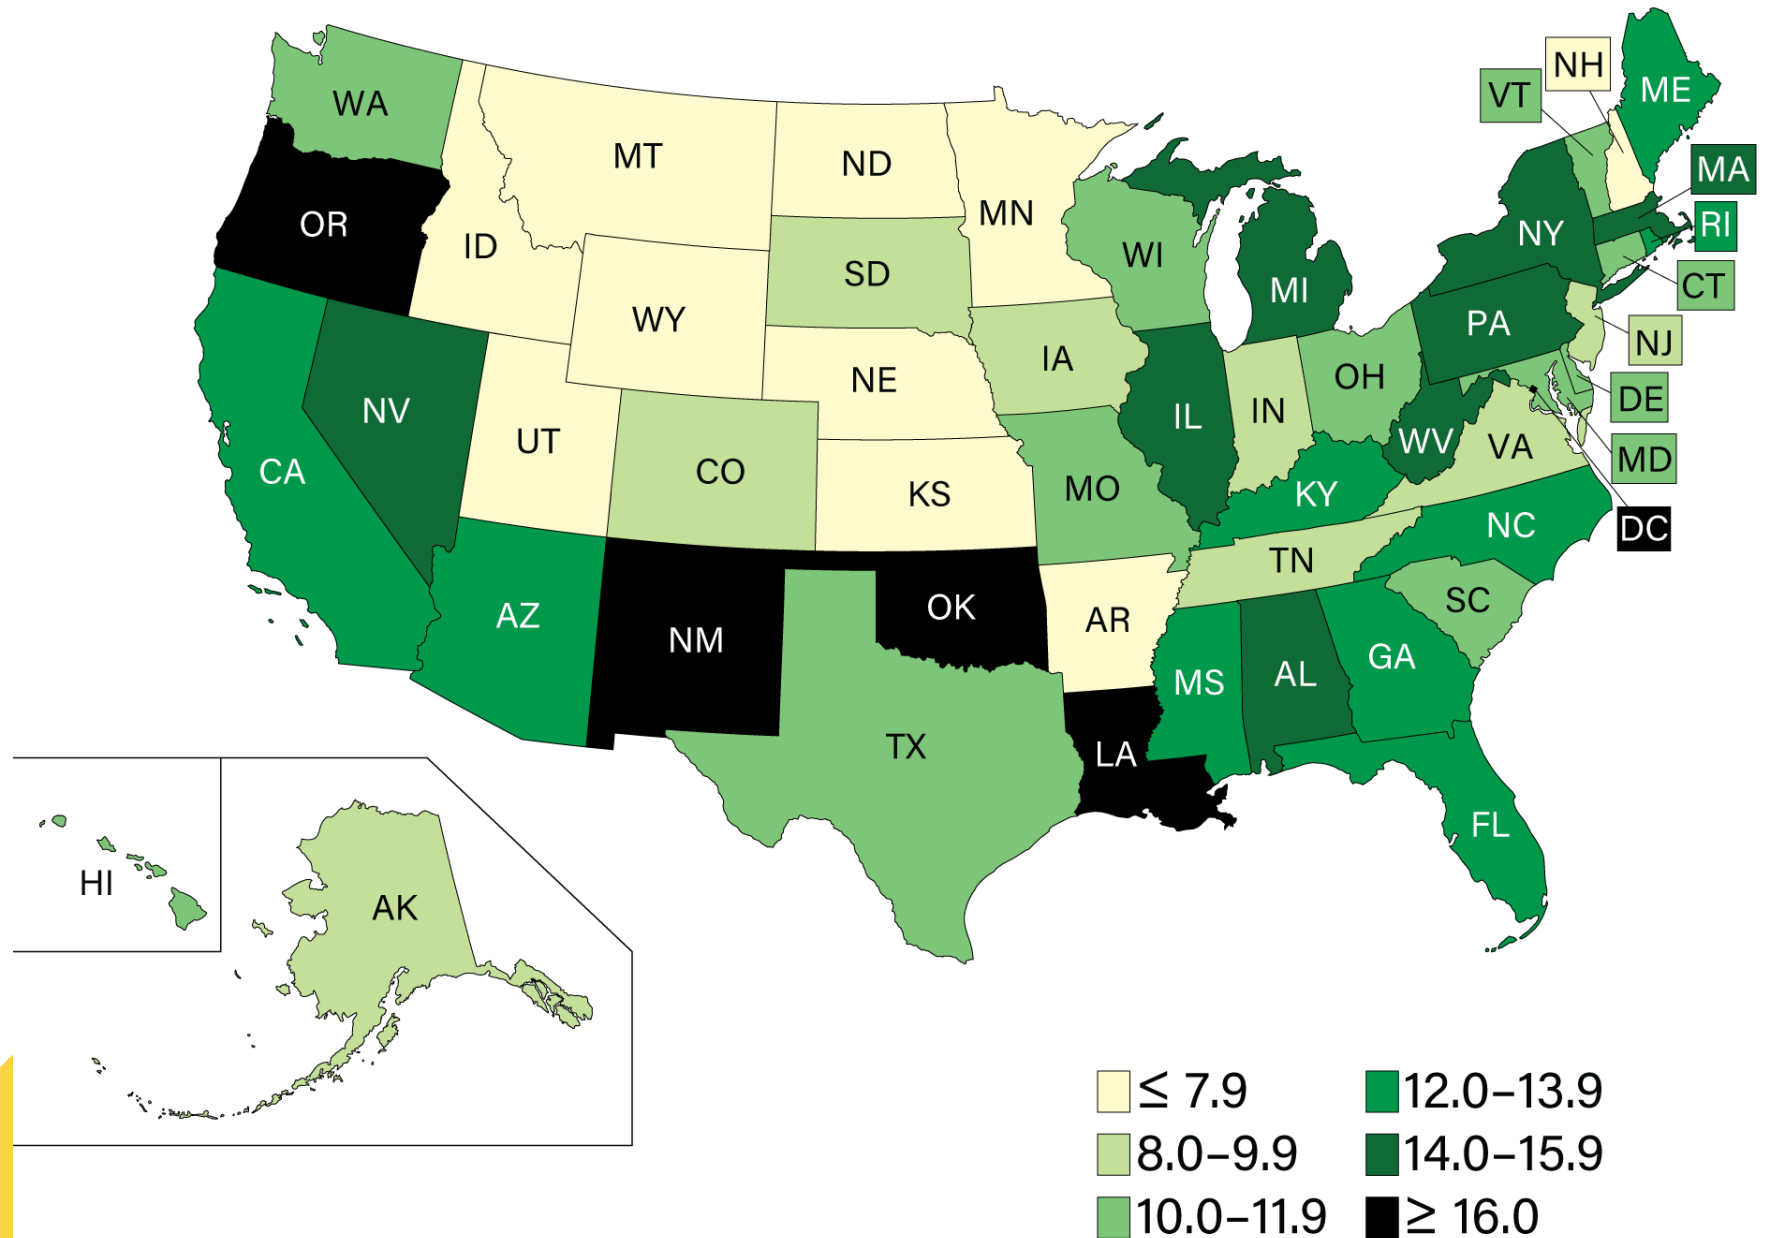 NH
WA
VT
ME
MT
ND
MA
MN
OR
RI
NY
ID
WI
SD
CT
MI
WY
PA
NJ
IA
NE
OH
DE
NV
IN
IL
UT
WV
VA
MD
CA
CO
MO
KS
KY
NC
DC
TN
OK
SC
AZ
AR
NM
GA
AL
MS
TX
LA
FL
HI
AK
≤ 7.9
12.0–13.9
8.0–9.9
14.0–15.9
10.0–11.9
≥ 16.0